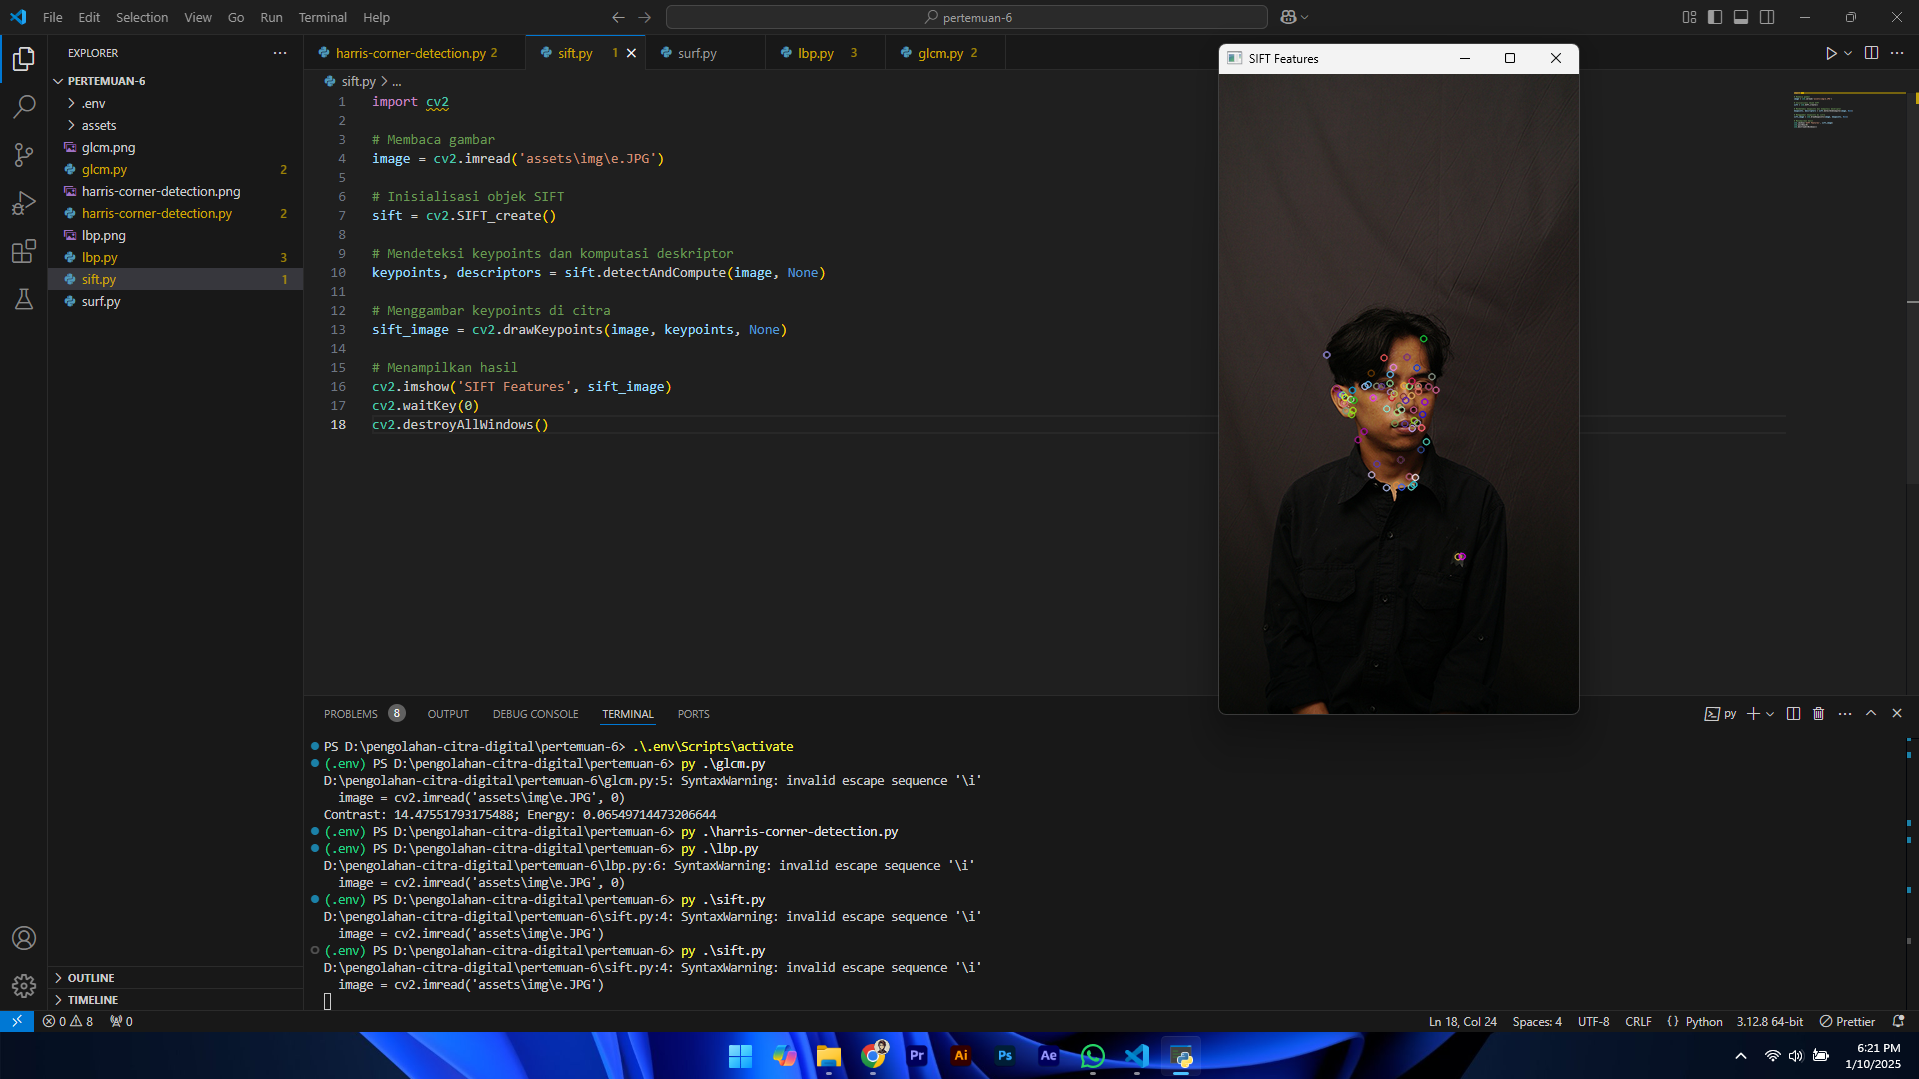 File Edit Selection View Go Run Terminal Help
pertemuan-6
EXPLORER
PERTEMUAN-6
.env
assets
glcm.png
glcm.py 2
harris-corner-detection.png
harris-corner-detection.py 2
lbp.png
lbp.py 3
sift.py 1
surf.py
OUTLINE
TIMELINE
harris-corner-detection.py 2
sift.py 1
surf.py
lbp.py 3
glcm.py 2
sift.py > ...
1 import cv2
2
3 # Membaca gambar
4 image = cv2.imread('assets\img\e.JPG')
5
6 # Inisialisasi objek SIFT
7 sift = cv2.SIFT_create()
8
9 # Mendeteksi keypoints dan komputasi deskriptor
10 keypoints, descriptors = sift.detectAndCompute(image, None)
11
12 # Menggambar keypoints di citra
13 sift_image = cv2.drawKeypoints(image, keypoints, None)
14
15 # Menampilkan hasil
16 cv2.imshow('SIFT Features', sift_image)
17 cv2.waitKey(0)
18 cv2.destroyAllWindows()
SIFT Features
PROBLEMS 8 OUTPUT DEBUG CONSOLE TERMINAL PORTS
py
PS D:\pengolahan-citra-digital\pertemuan-6> .\.env\Scripts\activate
(.env) PS D:\pengolahan-citra-digital\pertemuan-6> py .\glcm.py
D:\pengolahan-citra-digital\pertemuan-6\glcm.py:5: SyntaxWarning: invalid escape sequence '\i'
image = cv2.imread('assets\img\e.JPG', 0)
Contrast: 14.47551793175488; Energy: 0.06549714473206644
(.env) PS D:\pengolahan-citra-digital\pertemuan-6> py .\harris-corner-detection.py
(.env) PS D:\pengolahan-citra-digital\pertemuan-6> py .\lbp.py
D:\pengolahan-citra-digital\pertemuan-6\lbp.py:6: SyntaxWarning: invalid escape sequence '\i'
image = cv2.imread('assets\img\e.JPG', 0)
(.env) PS D:\pengolahan-citra-digital\pertemuan-6> py .\sift.py
D:\pengolahan-citra-digital\pertemuan-6\sift.py:4: SyntaxWarning: invalid escape sequence '\i'
image = cv2.imread('assets\img\e.JPG')
(.env) PS D:\pengolahan-citra-digital\pertemuan-6> py .\sift.py
D:\pengolahan-citra-digital\pertemuan-6\sift.py:4: SyntaxWarning: invalid escape sequence '\i'
image = cv2.imread('assets\img\e.JPG')
0 8 0
Ln 18, Col 24 Spaces: 4 UTF-8 CRLF {} Python 3.12.8 64-bit Prettier
Pr Ai Ps Ae
6:21 PM
1/10/2025